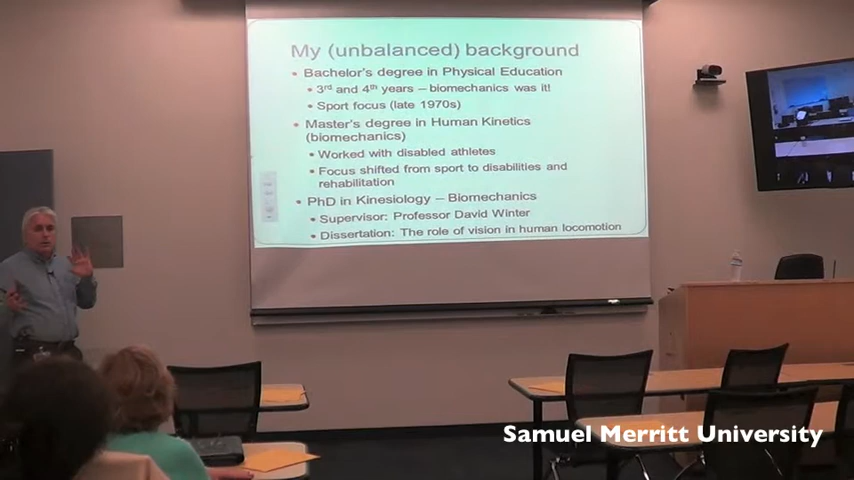 My (unbalanced) background
• Bachelor's degree in Physical Education
• 3rd and 4th years – biomechanics was it!
• Sport focus (late 1970s)
• Master's degree in Human Kinetics
(biomechanics)
• Worked with disabled athletes
• Focus shifted from sport to disabilities and
rehabilitation
• PhD in Kinesiology – Biomechanics
• Supervisor: Professor David Winter
• Dissertation: The role of vision in human locomotion
Samuel Merritt University